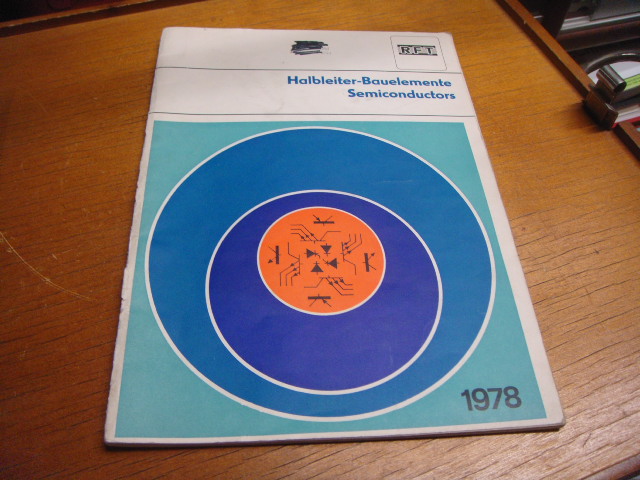 RFT
Halbleiter-Bauelemente
Semiconductors
1978